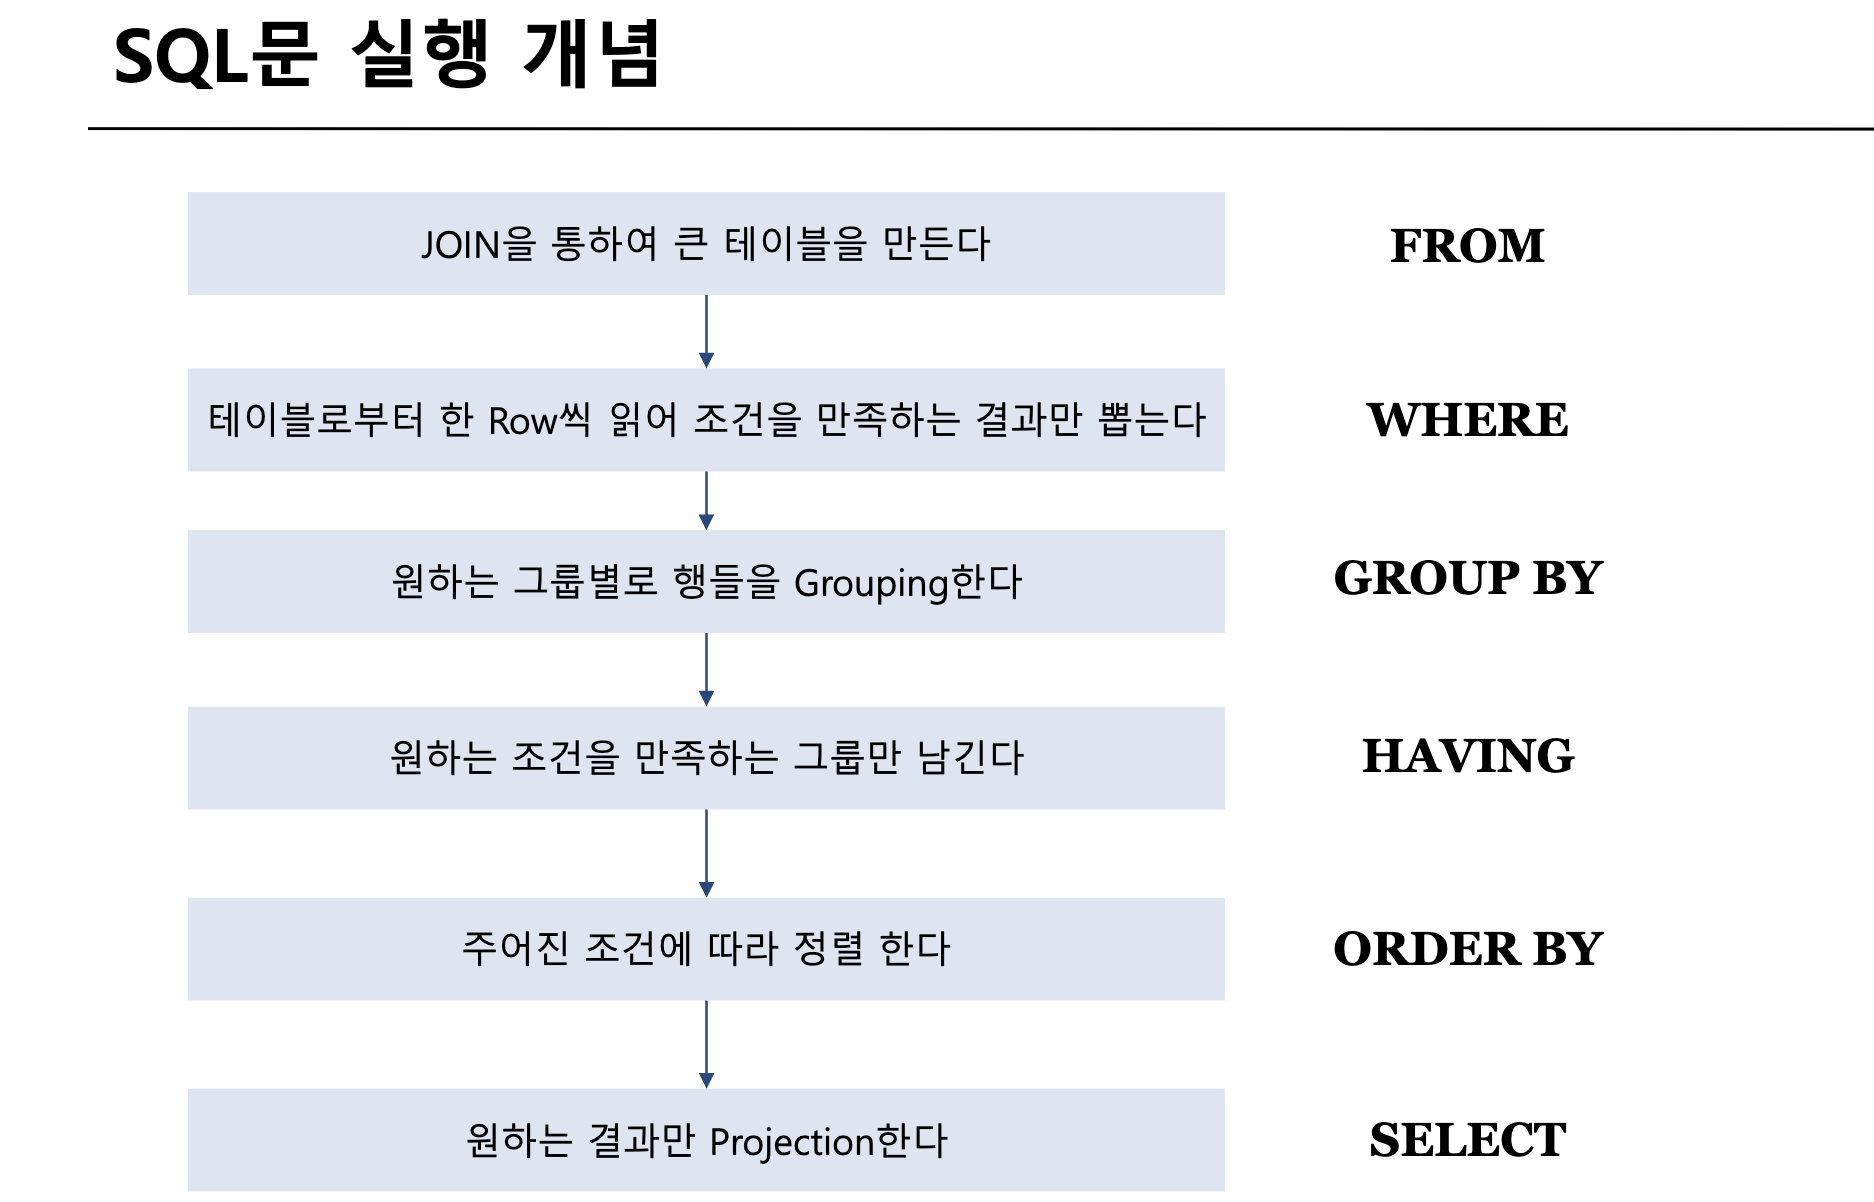 SQL문 실행 개념
JOIN을 통하여 큰 테이블을 만든다
FROM
테이블로부터 한 Row씩 읽어 조건을 만족하는 결과만 뽑는다
WHERE
원하는 그룹별로 행들을 Grouping한다
GROUP BY
원하는 조건을 만족하는 그룹만 남긴다
HAVING
주어진 조건에 따라 정렬 한다
ORDER BY
원하는 결과만 Projection한다
SELECT